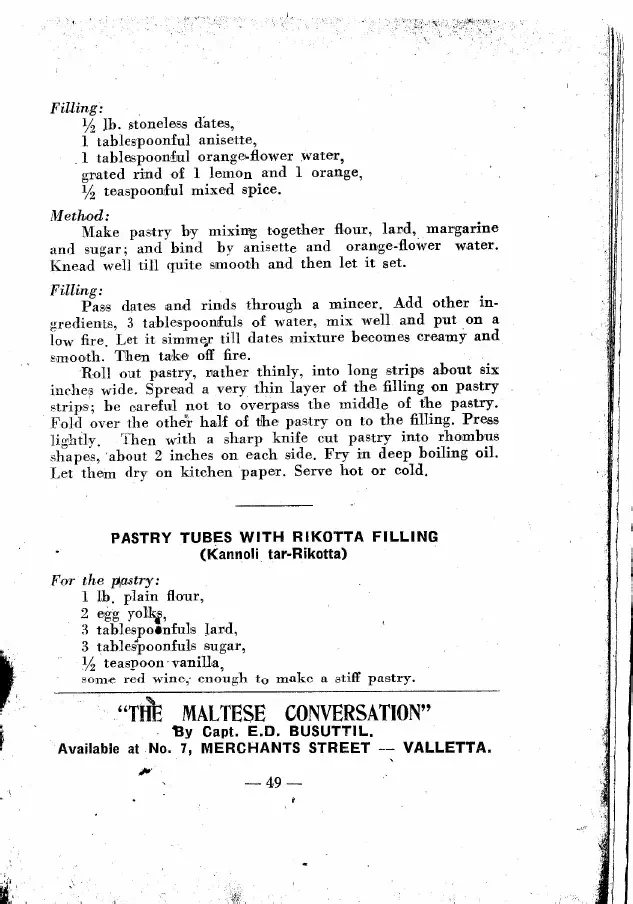 Filling:
½ lb. stoneless dates,
1 tablespoonful anisette,
1 tablespoonful orange-flower water,
grated rind of 1 lemon and 1 orange,
½ teaspoonful mixed spice.
Method:
Make pastry by mixing together flour, lard, margarine
and sugar; and bind by anisette and orange-flower water.
Knead well till quite smooth and then let it set.
Filling:
Pass dates and rinds through a mincer. Add other in-
gredients, 3 tablespoonfuls of water, mix well and put on a
low fire. Let it simmer till dates mixture becomes creamy and
smooth. Then take off fire.
Roll out pastry, rather thinly, into long strips about six
inches wide. Spread a very thin layer of the filling on pastry
strips; be careful not to overpass the middle of the pastry.
Fold over the other half of the pastry on to the filling. Press
lightly. Then with a sharp knife cut pastry into rhombus
shapes, about 2 inches on each side. Fry in deep boiling oil.
Let them dry on kitchen paper. Serve hot or cold.
PASTRY TUBES WITH RIKOTTA FILLING
(Kannoli tar-Rikotta)
For the pastry:
1 lb. plain flour,
2 egg yolks,
3 tablespoonfuls lard,
3 tablespoonfuls sugar,
½ teaspoon vanilla,
some red wine, enough to make a stiff pastry.
"THE MALTESE CONVERSATION"
By Capt. E.D. BUSUTTIL.
Available at No. 7, MERCHANTS STREET — VALLETTA.
— 49 —